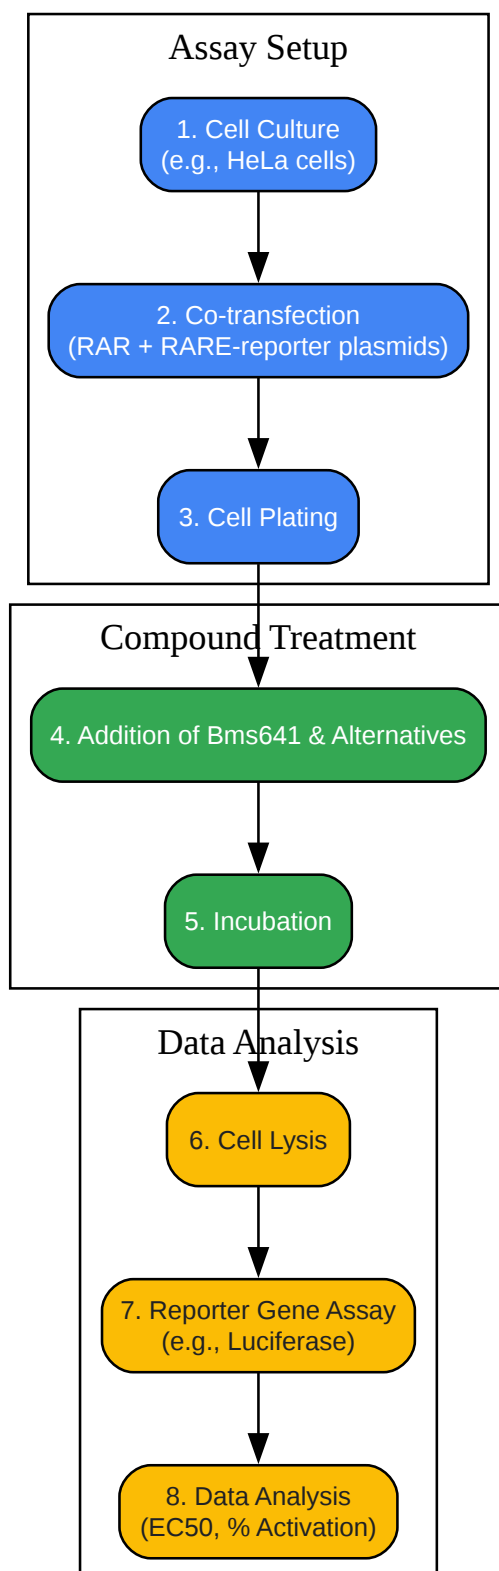 Assay Setup
1. Cell Culture
(e.g., HeLa cells)
2. Co-transfection
(RAR + RARE-reporter plasmids)
3. Cell Plating
Compound Treatment
4. Addition of Bms641 & Alternatives
5. Incubation
Data Analysis
6. Cell Lysis
7. Reporter Gene Assay
(e.g., Luciferase)
8. Data Analysis
(EC50, % Activation)